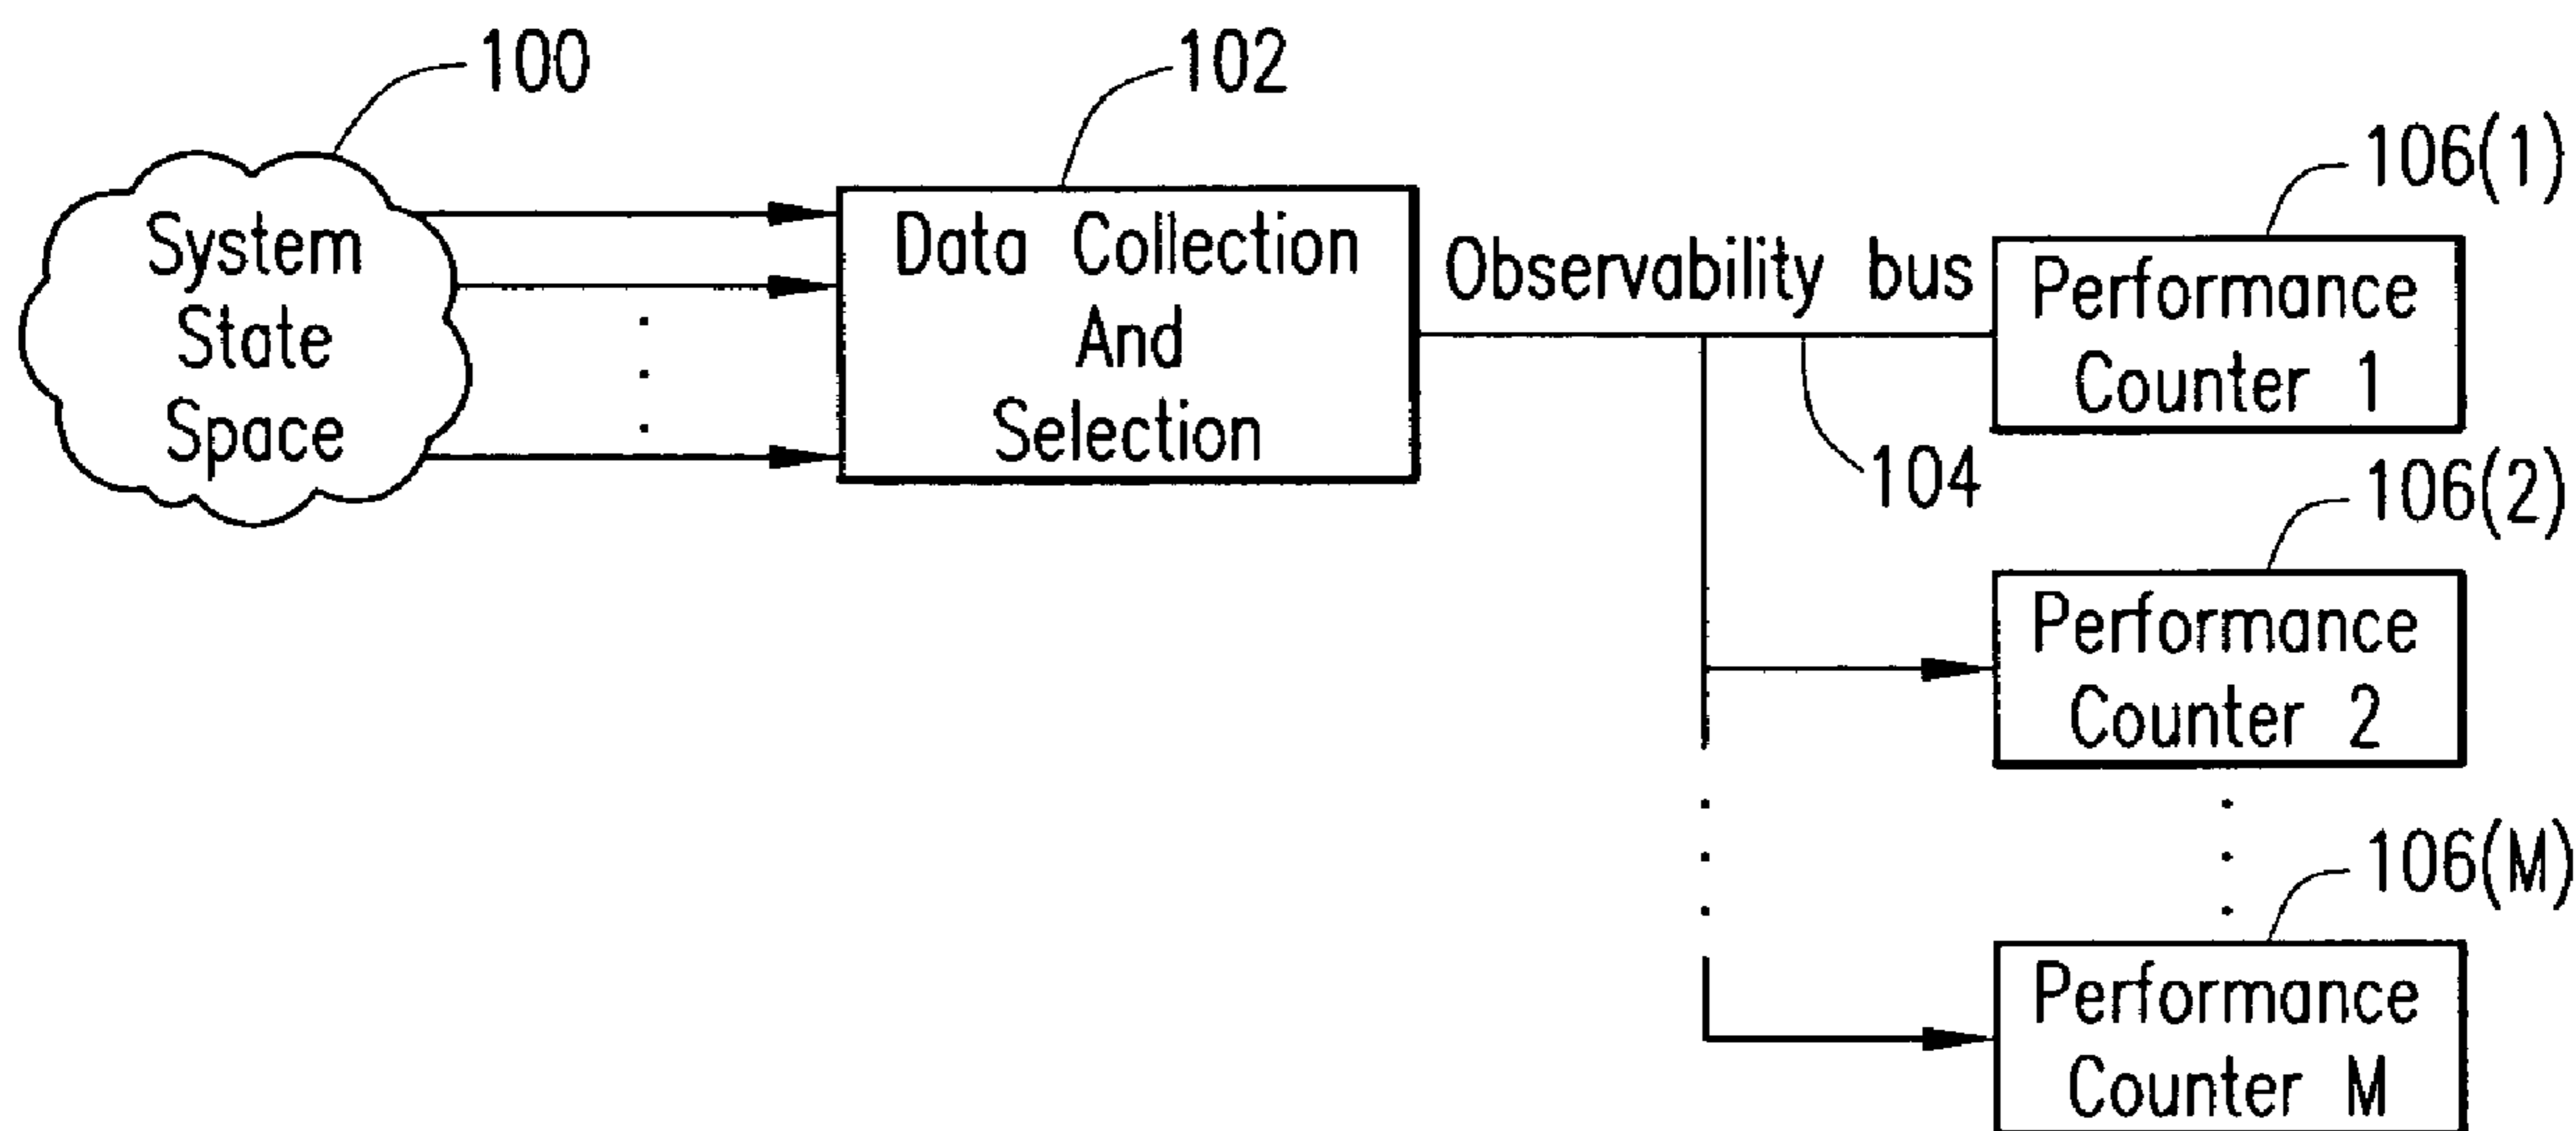 100
102
106(1)
System
State
Space
Data Collection
And
Selection
Observability bus
Performance
Counter 1
104
106(2)
Performance
Counter 2
106(M)
Performance
Counter M